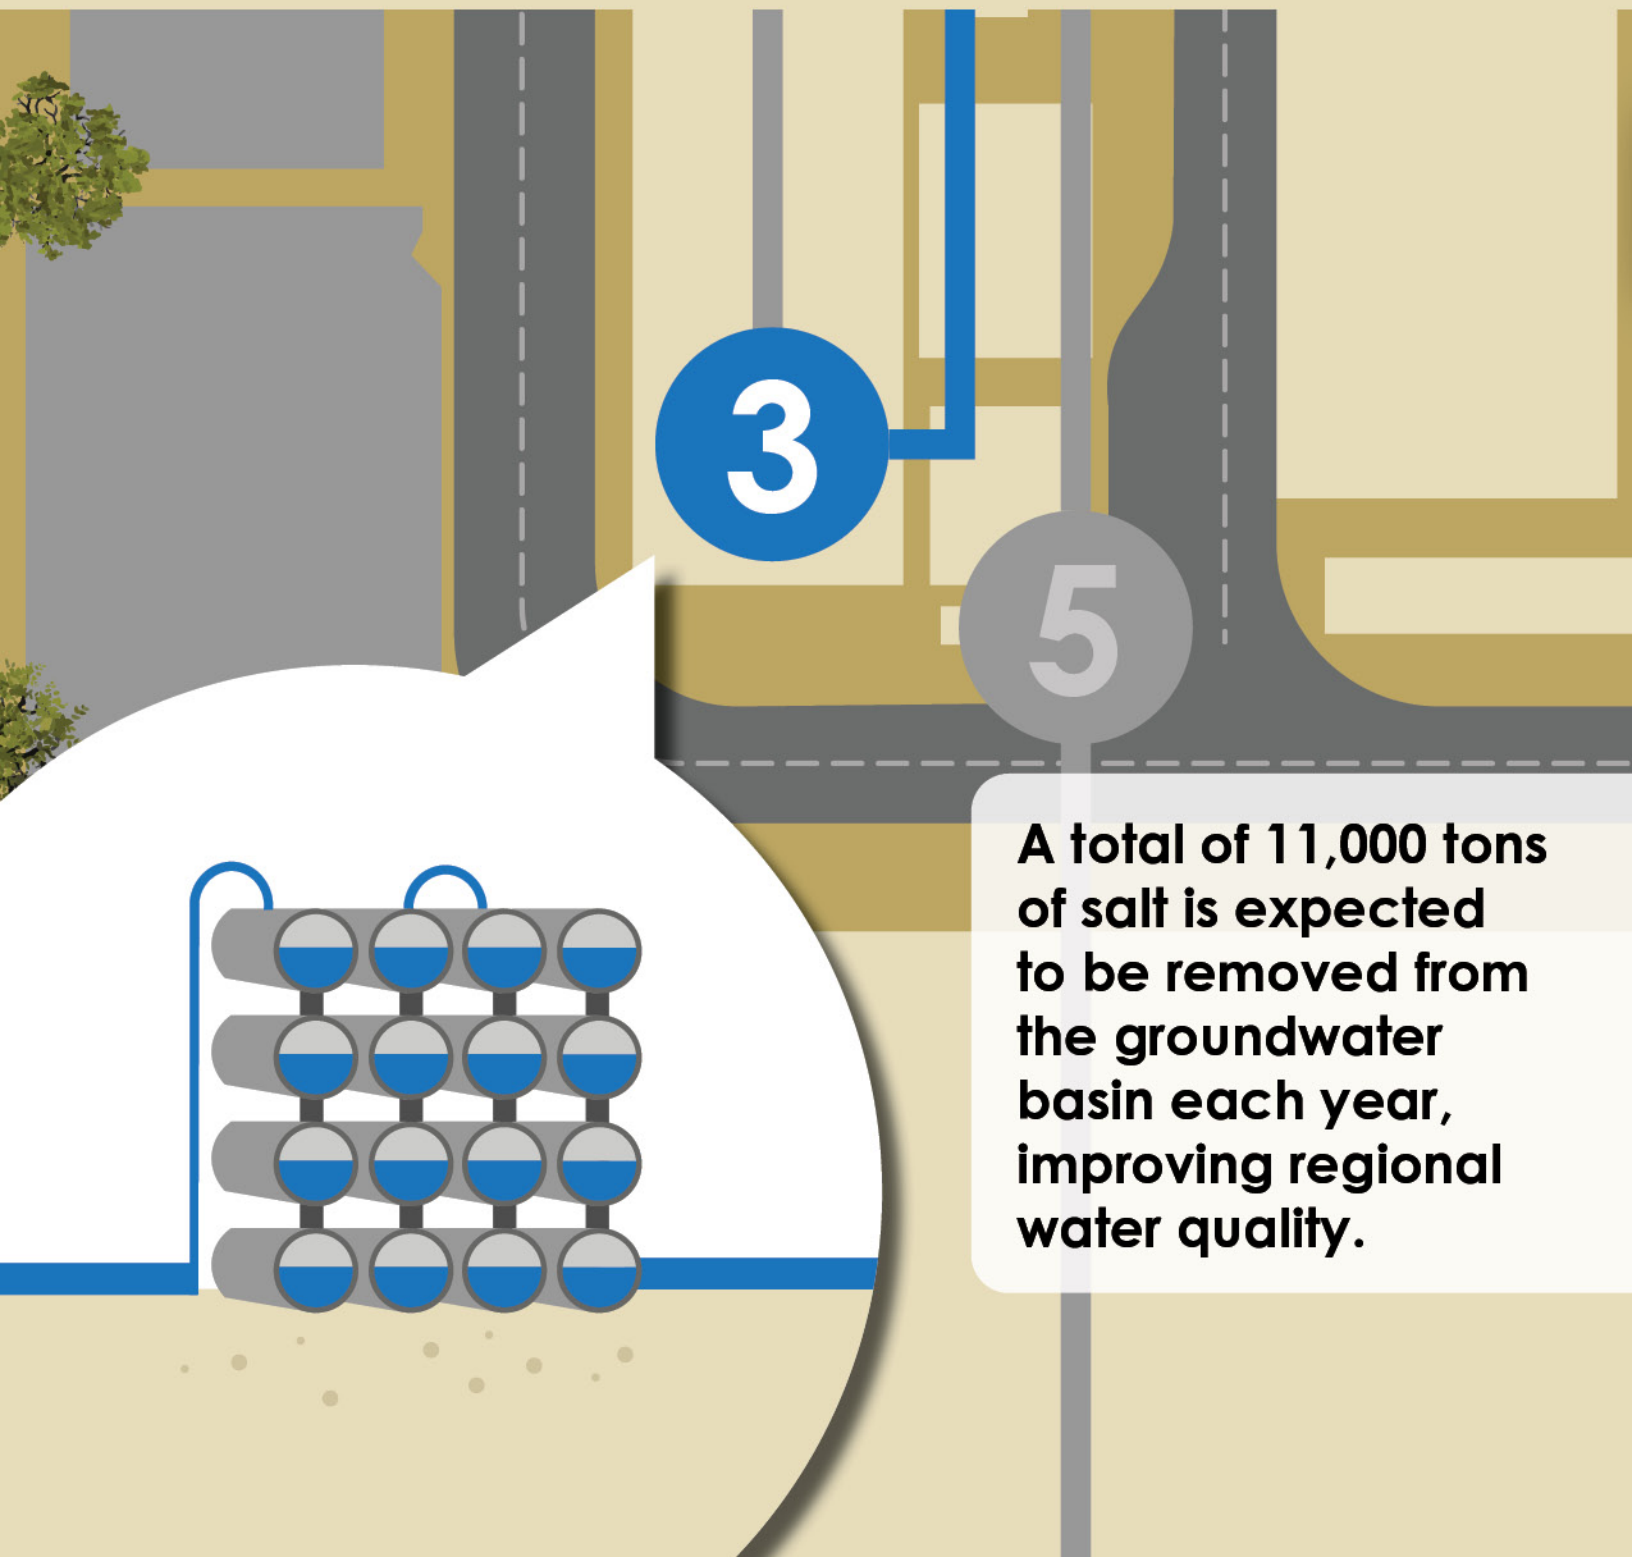 3
5
A total of 11,000 tons
of salt is expected
to be removed from
the groundwater
basin each year,
improving regional
water quality.